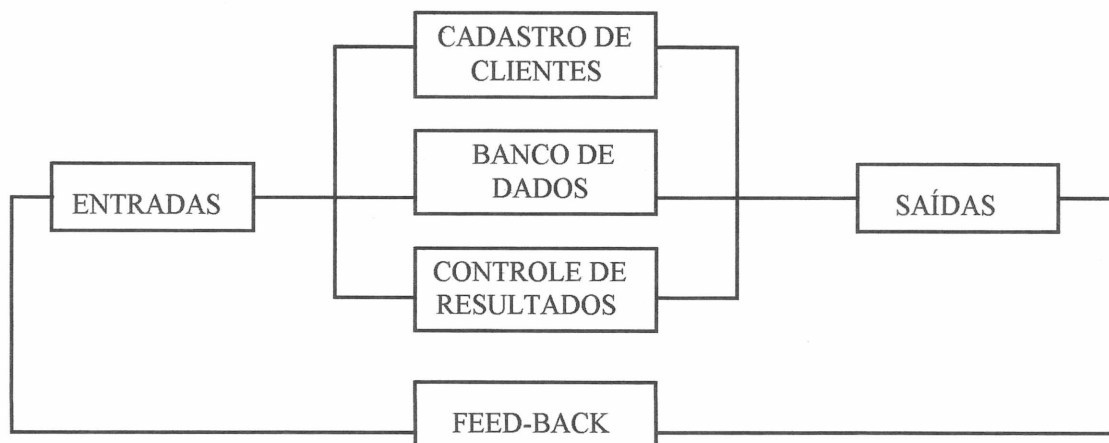 CADASTRO DE
CLIENTES
BANCO DE
DADOS
ENTRADAS
SAÍDAS
CONTROLE DE
RESULTADOS
FEED-BACK